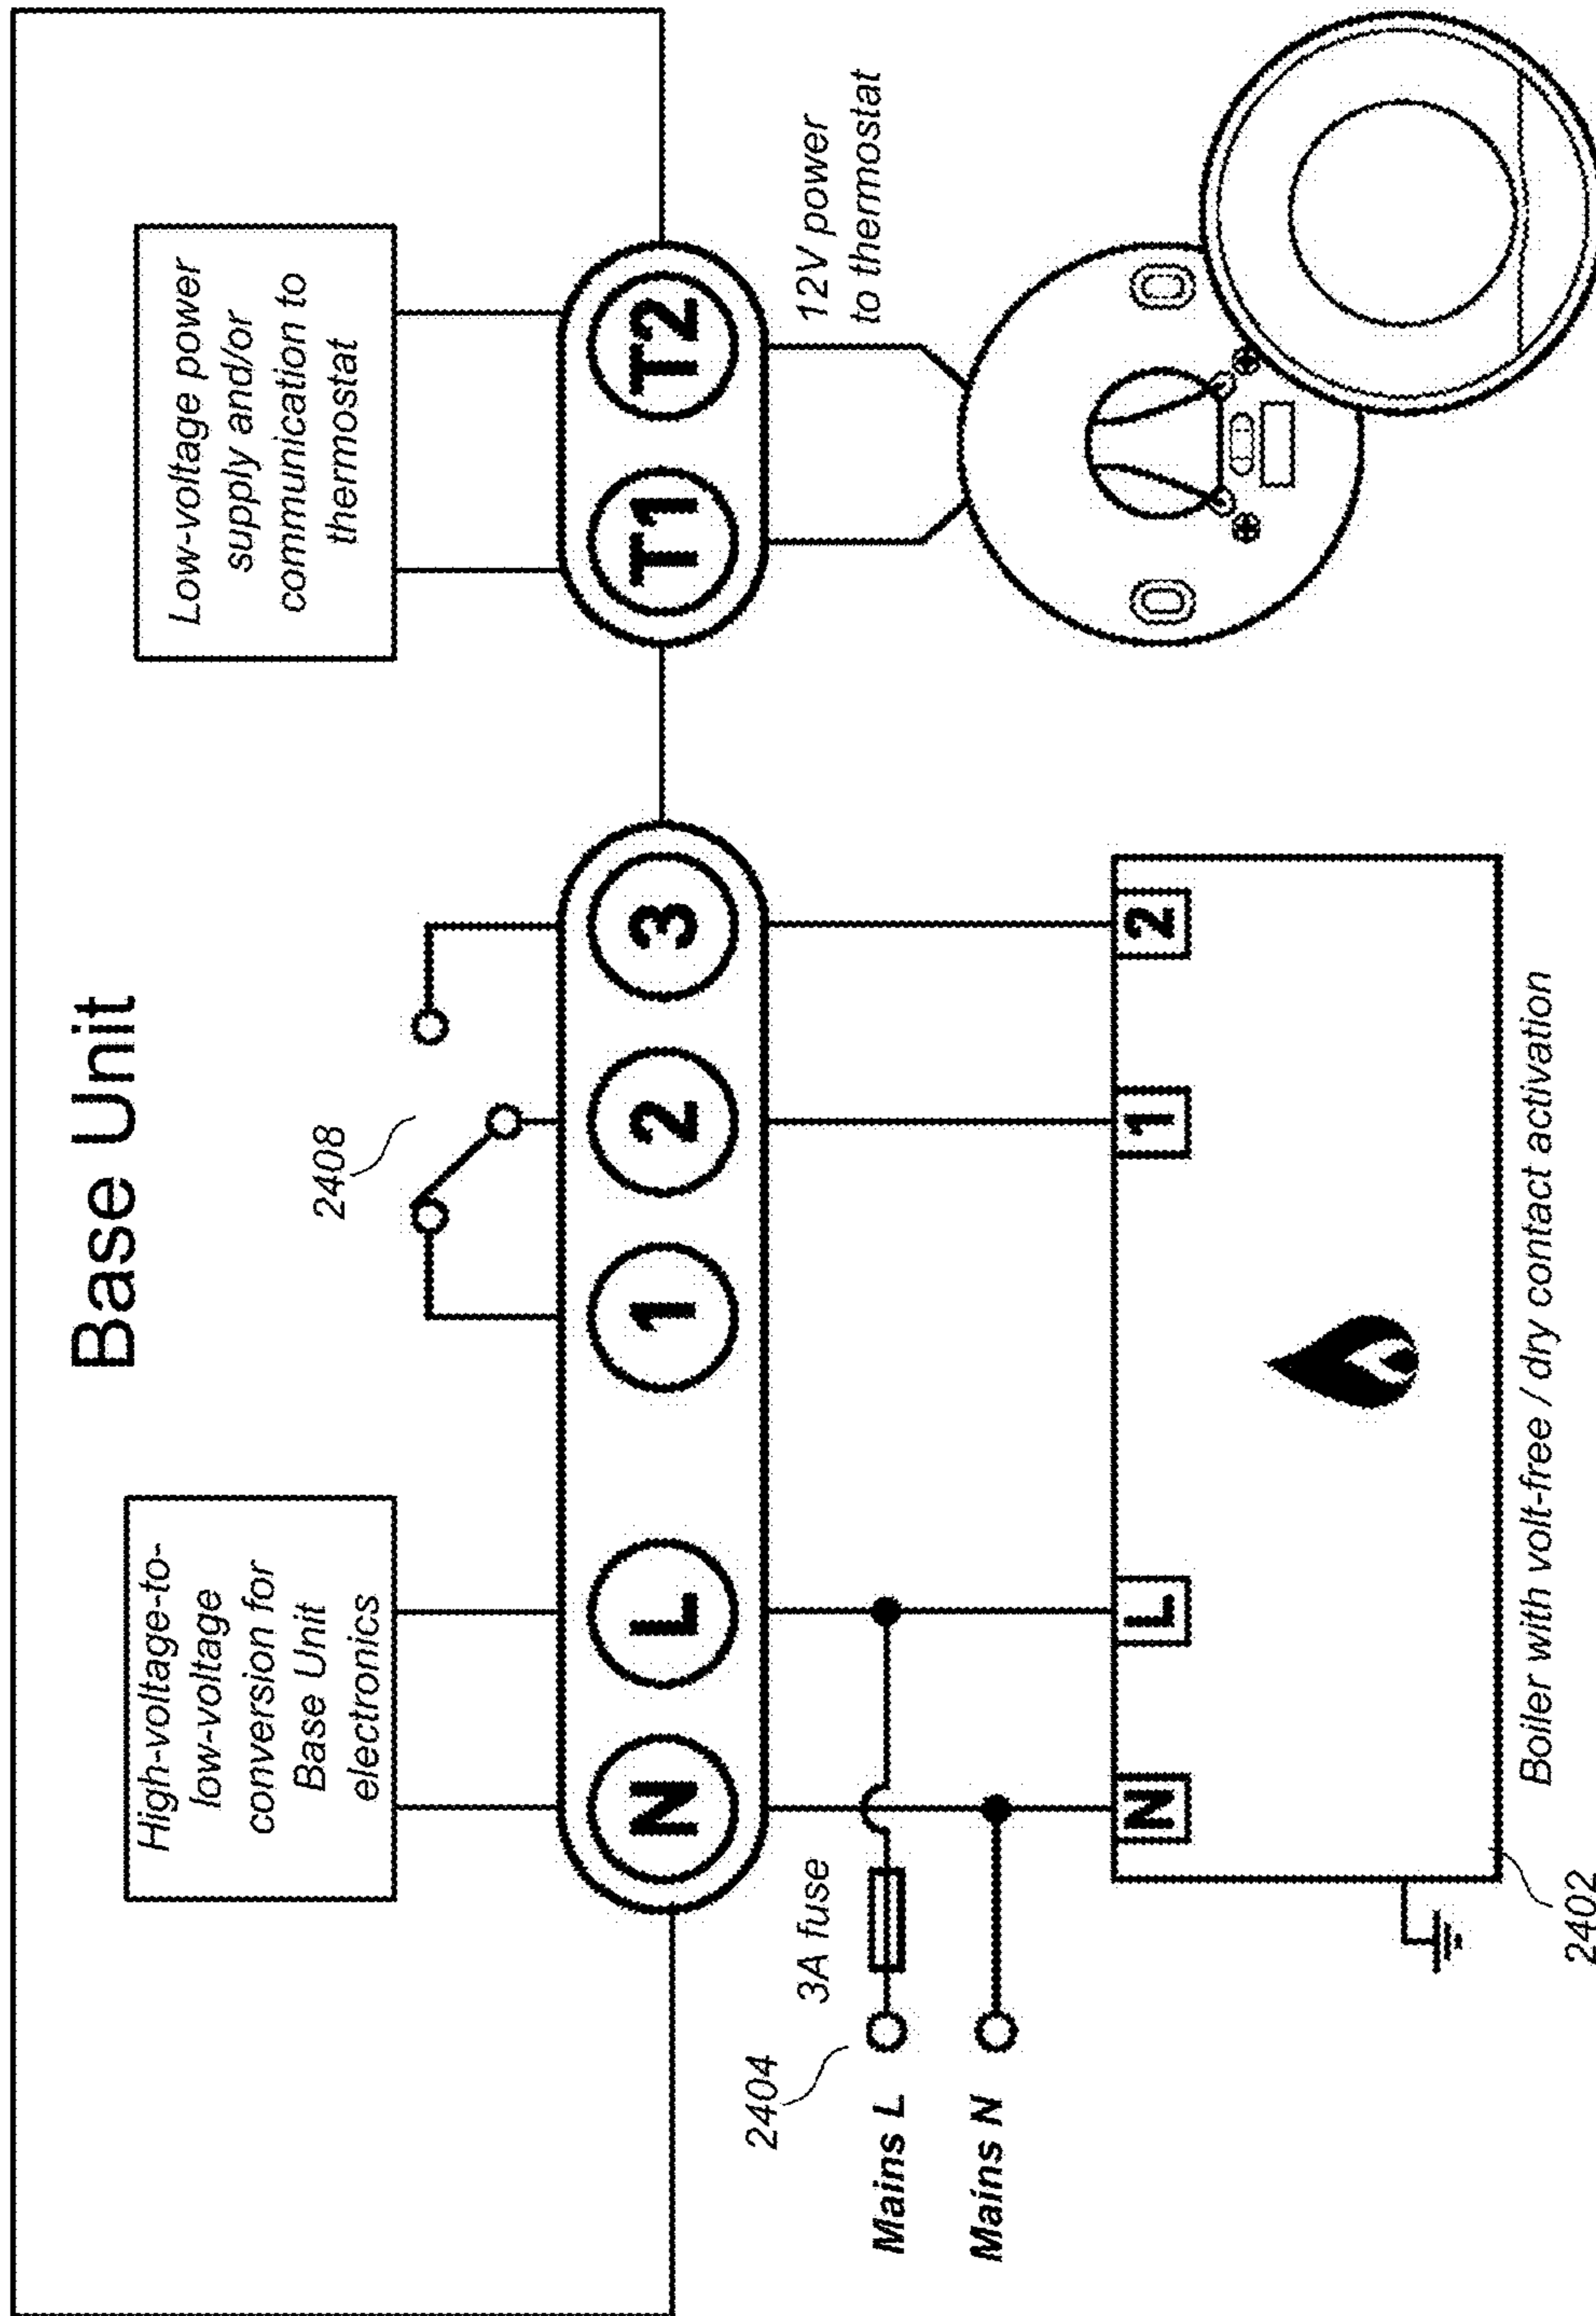 Base Unit
High-voltage-to-
low-voltage
conversion for
Base Unit
electronics
2408
Low-voltage power
supply and/or
communication to
thermostat
N L 1 2 3 T1 T2
3A fuse
12V power
to thermostat
2404
Mains L
Mains N
N L 1 2
Boiler with volt-free / dry contact activation
2402